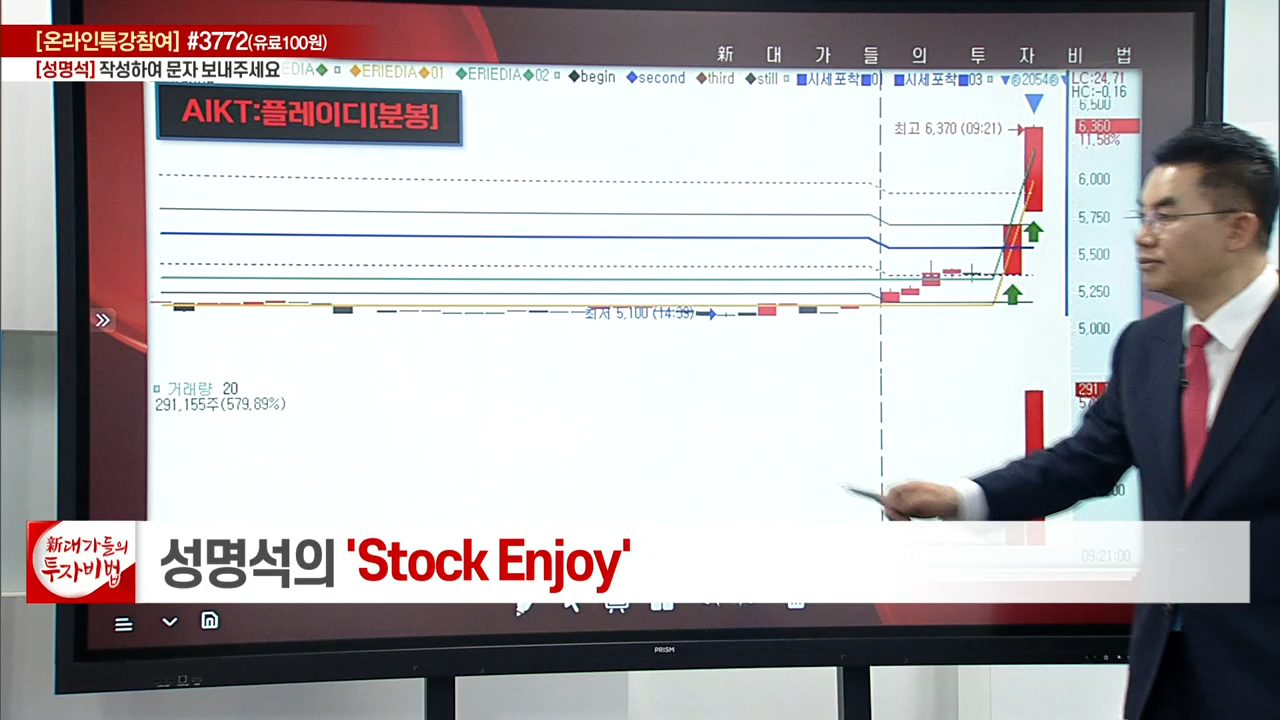 [온라인특강참여] #3772(유료100원)
[성명석] 작성하여 문자 보내주세요
新 대 가 들 의 투 자 비 법
EDIA ERIEDIA 01 ERIEDIA 02 begin second third still 시세포착 시세포착 03 ®2054®
LC:24.71
HC:-0.16
AIKT:플레이디[분봉]
6,500
최고 6,370 (09:21)
6,360
11.58%
6,000
5,750
5,500
5,250
최저 5,100 (14:39)
5,000
거래량 20
291,155주(579.89%)
291
09:21:00
新대가들의
투자비법
성명석의 'Stock Enjoy'
PRISM